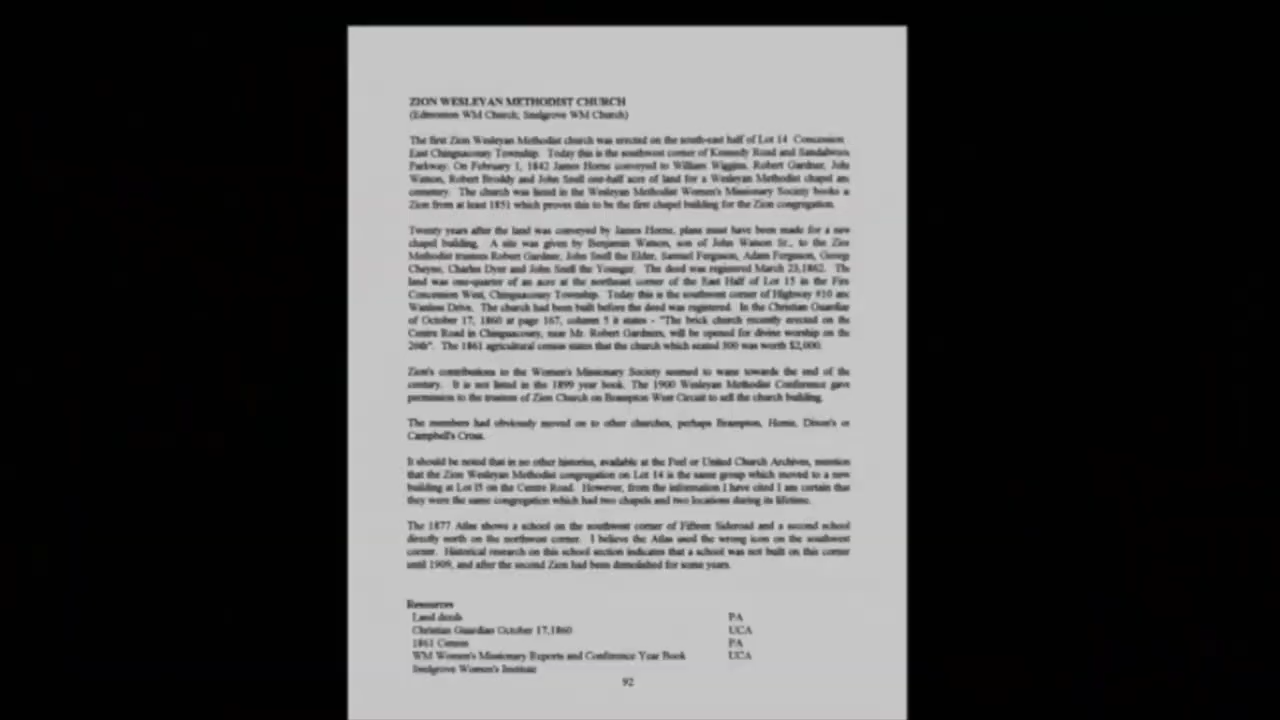 ZION WESLEYAN METHODIST CHURCH
(Edmonton WM Church; Snelgrove WM Church)
The first Zion Wesleyan Methodist church was erected on the south-east half of Lot 14 Concession
East Chinguacousy Township. Today this is the southwest corner of Kennedy Road and Sandalwood
Parkway. On February 1, 1842 James Horne conveyed to William Wiggins, Robert Gardner, John
Watson, Robert Broddy and John Snell one-half acre of land for a Wesleyan Methodist chapel and
cemetery. The church was listed in the Wesleyan Methodist Women's Missionary Society books a
Zion from at least 1851 which proves this to be the first chapel building for the Zion congregation.
Twenty years after the land was conveyed by James Horne, plans must have been made for a new
chapel building. A site was given by Benjamin Watson, son of John Watson Sr., to the Zion
Methodist trustees Robert Gardner, John Snell the Elder, Samuel Ferguson, Adam Ferguson, George
Cheyne, Charles Dyer and John Snell the Younger. The deed was registered March 23,1862. The
land was one-quarter of an acre at the northeast corner of the East Half of Lot 15 in the First
Concession West, Chinguacousy Township. Today this is the southwest corner of Highway #10 and
Wanless Drive. The church had been built before the deed was registered. In the Christian Guardian
of October 17, 1860 at page 167, column 5 it states - "The brick church recently erected on the
Centre Road in Chinguacousy, near Mr. Robert Gardners, will be opened for divine worship on the
20th". The 1861 agricultural census states that the church which seated 300 was worth $2,000.
Zion's contributions to the Women's Missionary Society seemed to wane towards the end of the
century. It is not listed in the 1899 year book. The 1900 Wesleyan Methodist Conference gave
permission to the trustees of Zion Church on Brampton West Circuit to sell the church building.
The members had obviously moved on to other churches, perhaps Brampton, Home, Dixon's or
Campbell's Cross.
It should be noted that in no other histories, available at the Peel or United Church Archives, mention
that the Zion Wesleyan Methodist congregation on Lot 14 is the same group which moved to a new
building at Lot 15 on the Centre Road. However, from the information I have cited I am certain that
they were the same congregation which had two chapels and two locations during its lifetime.
The 1877 Atlas shows a school on the southwest corner of Fifteen Sideroad and a second school
directly north on the northwest corner. I believe the Atlas used the wrong icon on the southwest
corner. Historical research on this school section indicates that a school was not built on this corner
until 1909, and after the second Zion had been demolished for some years.
Resources
Land deeds PA
Christian Guardian October 17,1860 UCA
1861 Census PA
WM Women's Missionary Reports and Conference Year Book UCA
Snelgrove Women's Institute
92